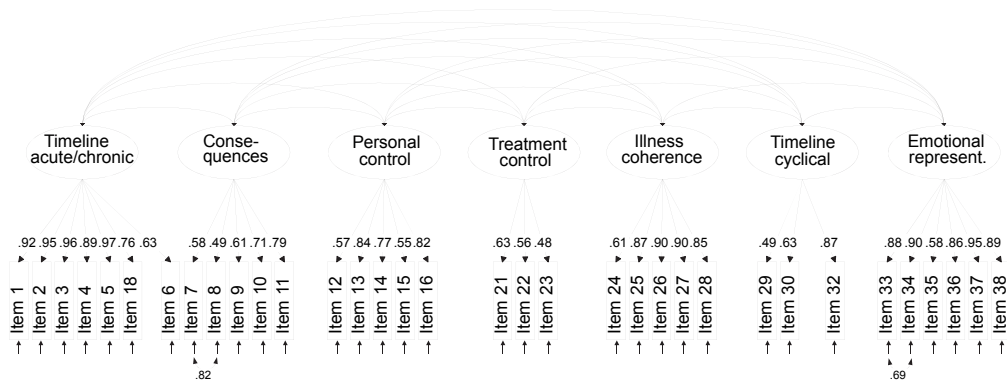 Timeline
acute/chronic
Conse-
quences
Personal
control
Treatment
control
Illness
coherence
Timeline
cyclical
Emotional
represent.
.92 .95 .96 .89 .97 .76 .63
.58 .49 .61 .71 .79
.57 .84 .77 .55 .82
.63 .56 .48
.61 .87 .90 .90 .85
.49 .63 .87
.88 .90 .58 .86 .95 .89
Item 1
Item 2
Item 3
Item 4
Item 5
Item 18
Item 6
Item 7
Item 8
Item 9
Item 10
Item 11
Item 12
Item 13
Item 14
Item 15
Item 16
Item 21
Item 22
Item 23
Item 24
Item 25
Item 26
Item 27
Item 28
Item 29
Item 30
Item 32
Item 33
Item 34
Item 35
Item 36
Item 37
Item 38
.82
.69